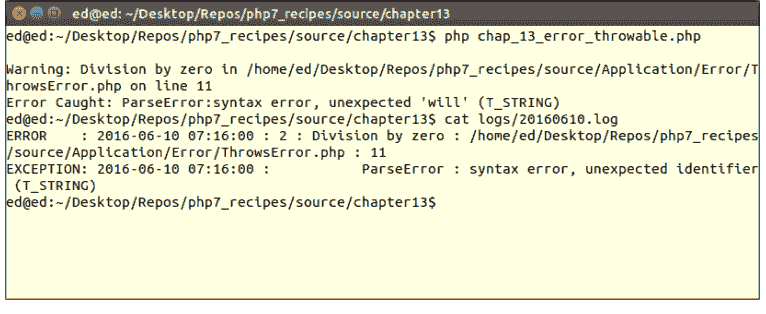 ed@ed: ~/Desktop/Repos/php7_recipes/source/chapter13
ed@ed:~/Desktop/Repos/php7_recipes/source/chapter13$ php chap_13_error_throwable.php
Warning: Division by zero in /home/ed/Desktop/Repos/php7_recipes/source/Application/Error/T
hrowsError.php on line 11
Error Caught: ParseError:syntax error, unexpected 'will' (T_STRING)
ed@ed:~/Desktop/Repos/php7_recipes/source/chapter13$ cat logs/20160610.log
ERROR    : 2016-06-10 07:16:00 : 2 : Division by zero : /home/ed/Desktop/Repos/php7_recipes
/source/Application/Error/ThrowsError.php : 11
EXCEPTION: 2016-06-10 07:16:00 :           ParseError : syntax error, unexpected identifier
 (T_STRING)
ed@ed:~/Desktop/Repos/php7_recipes/source/chapter13$